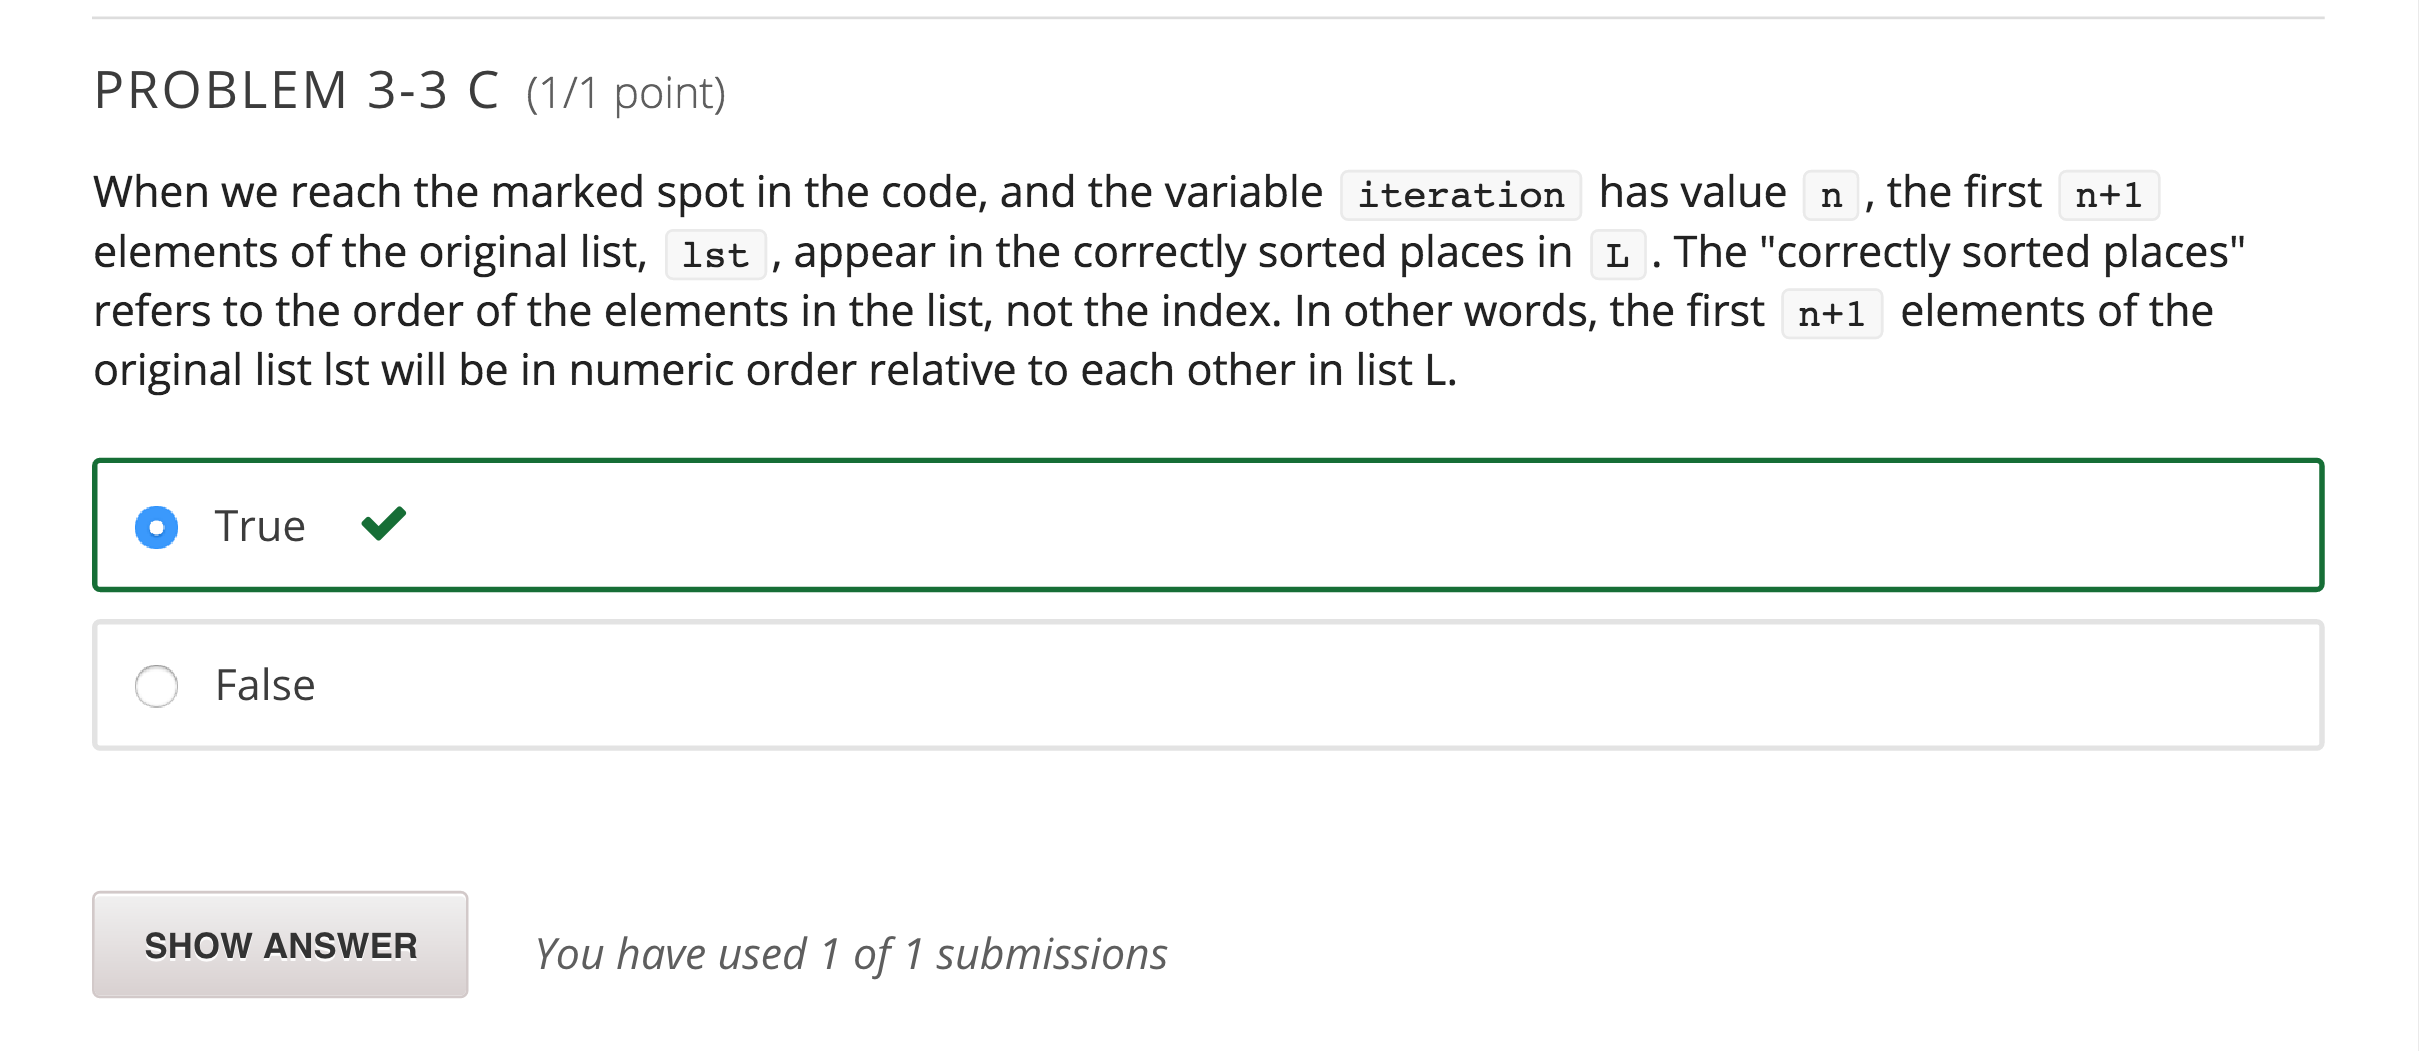 PROBLEM 3-3 C (1/1 point)
When we reach the marked spot in the code, and the variable iteration has value n, the first n+1
elements of the original list, lst, appear in the correctly sorted places in L. The "correctly sorted places"
refers to the order of the elements in the list, not the index. In other words, the first n+1 elements of the
original list lst will be in numeric order relative to each other in list L.
True
False
SHOW ANSWER You have used 1 of 1 submissions